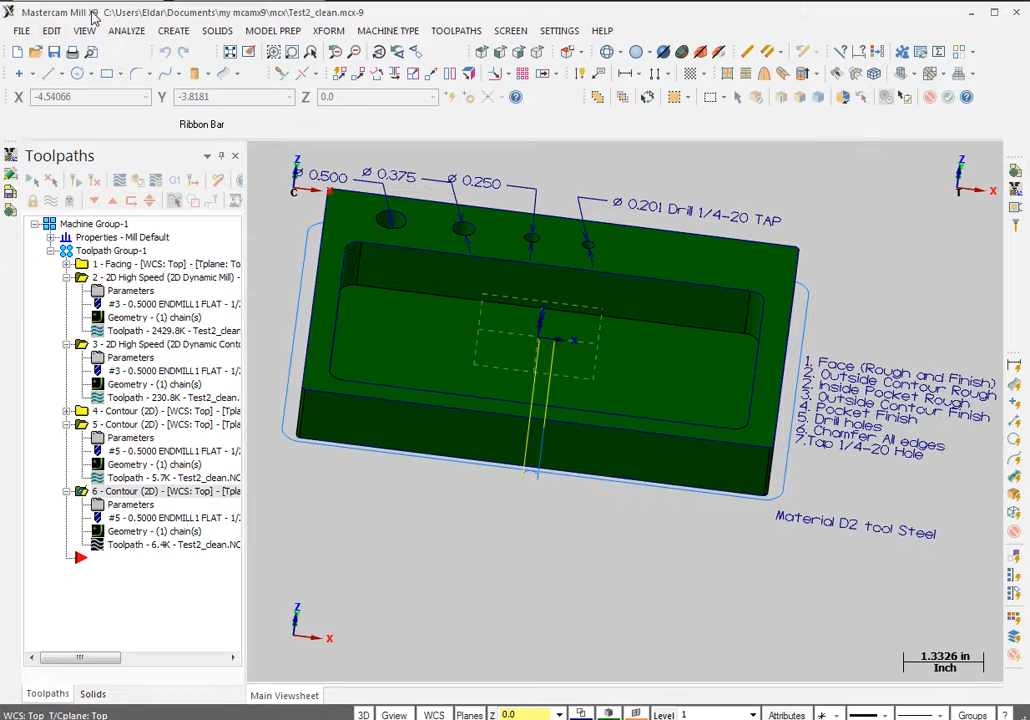 Mastercam Mill X9 C:\Users\Eldar\Documents\my mcamx9\mcx\Test2_clean.mcx-9
FILE EDIT VIEW ANALYZE CREATE SOLIDS MODEL PREP XFORM MACHINE TYPE TOOLPATHS SCREEN SETTINGS HELP
X -4.54066 Y -3.8181 Z 0.0
Ribbon Bar
Toolpaths
G1
Machine Group-1
Properties - Mill Default
Toolpath Group-1
1 - Facing - [WCS: Top] - [Tplane: To
2 - 2D High Speed (2D Dynamic Mill) -
Parameters
#3 - 0.5000 ENDMILL1 FLAT - 1/
Geometry - (1) chain(s)
Toolpath - 2429.8K - Test2_clean
3 - 2D High Speed (2D Dynamic Conto
Parameters
#3 - 0.5000 ENDMILL1 FLAT - 1/
Geometry - (1) chain(s)
Toolpath - 230.8K - Test2_clean.
4 - Contour (2D) - [WCS: Top] - [Tpla
5 - Contour (2D) - [WCS: Top] - [Tpla
Parameters
#5 - 0.5000 ENDMILL1 FLAT - 1/
Geometry - (1) chain(s)
Toolpath - 5.7K - Test2_clean.NC
6 - Contour (2D) - [WCS: Top] - [Tpla
Parameters
#5 - 0.5000 ENDMILL1 FLAT - 1/
Geometry - (1) chain(s)
Toolpath - 6.4K - Test2_clean.NC
Toolpaths Solids
Z
C X
Ø 0.500 Ø 0.375 Ø 0.250
Ø 0.201 Drill 1/4-20 TAP
Z
T X
X
1. Face (Rough and Finish)
2. Outside Contour Rough
3. Inside Pocket Rough
3. Outside Contour Finish
4. Pocket Finish
5. Drill holes
6. Chamfer All edges
7.Tap 1/4-20 Hole
Material D2 tool Steel
Z
X
1.3326 in
Inch
Main Viewsheet
WCS: Top T/Cplane: Top 3D Gview WCS Planes Z 0.0 Level 1 Attributes Groups ?